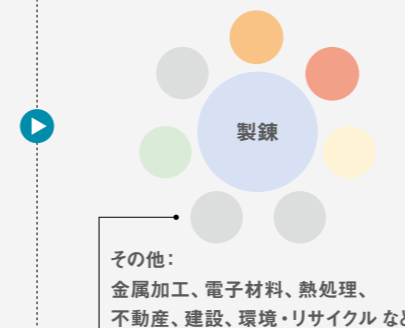 製錬
その他：
金属加工、電子材料、熱処理、
不動産、建設、環境・リサイクル な